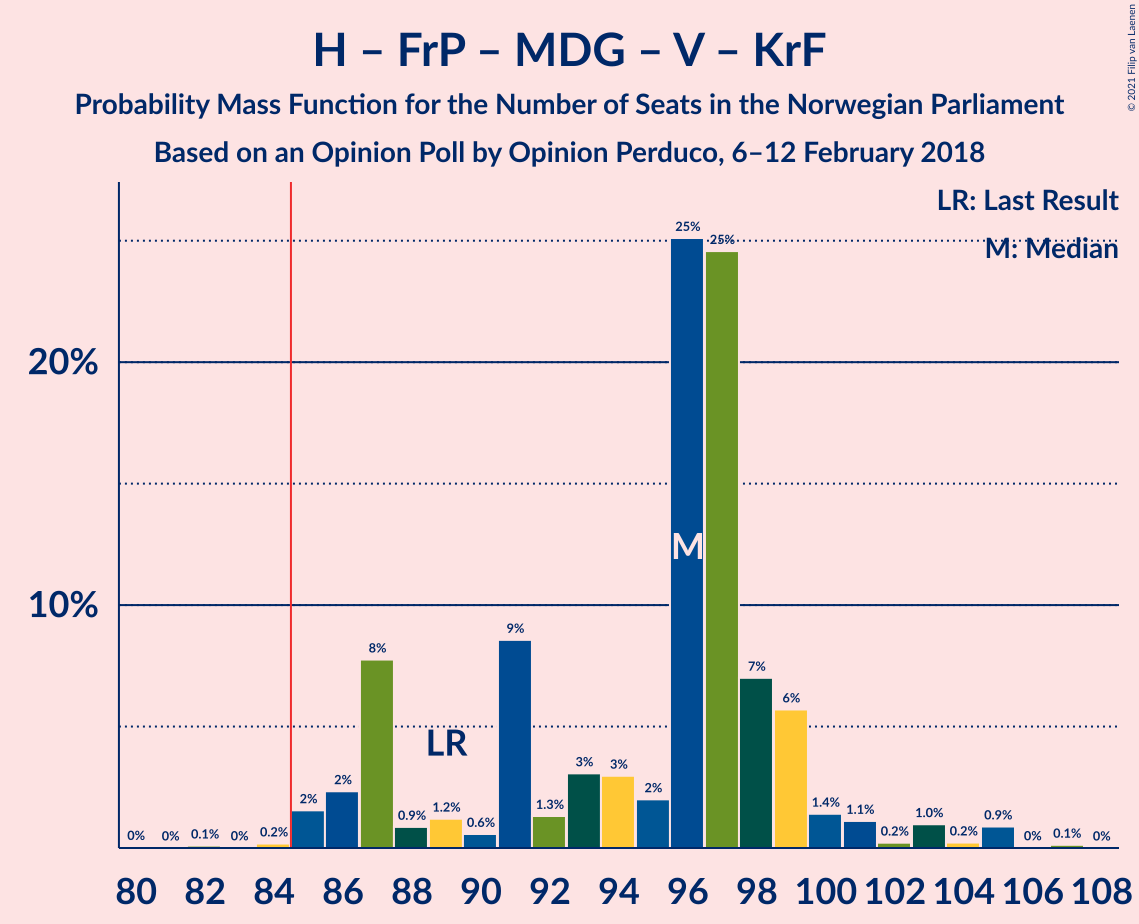 H – FrP – MDG – V – KrF
Probability Mass Function for the Number of Seats in the Norwegian Parliament
Based on an Opinion Poll by Opinion Perduco, 6–12 February 2018
© 2021 Filip van Laenen
LR: Last Result
M: Median
20%
10%
0% 0% 0.1% 0% 0.2% 2% 2% 8% 0.9% 1.2% 0.6% 9% 1.3% 3% 3% 2% 25% 25% 7% 6% 1.4% 1.1% 0.2% 1.0% 0.2% 0.9% 0% 0.1% 0%
LR
M
80 82 84 86 88 90 92 94 96 98 100 102 104 106 108